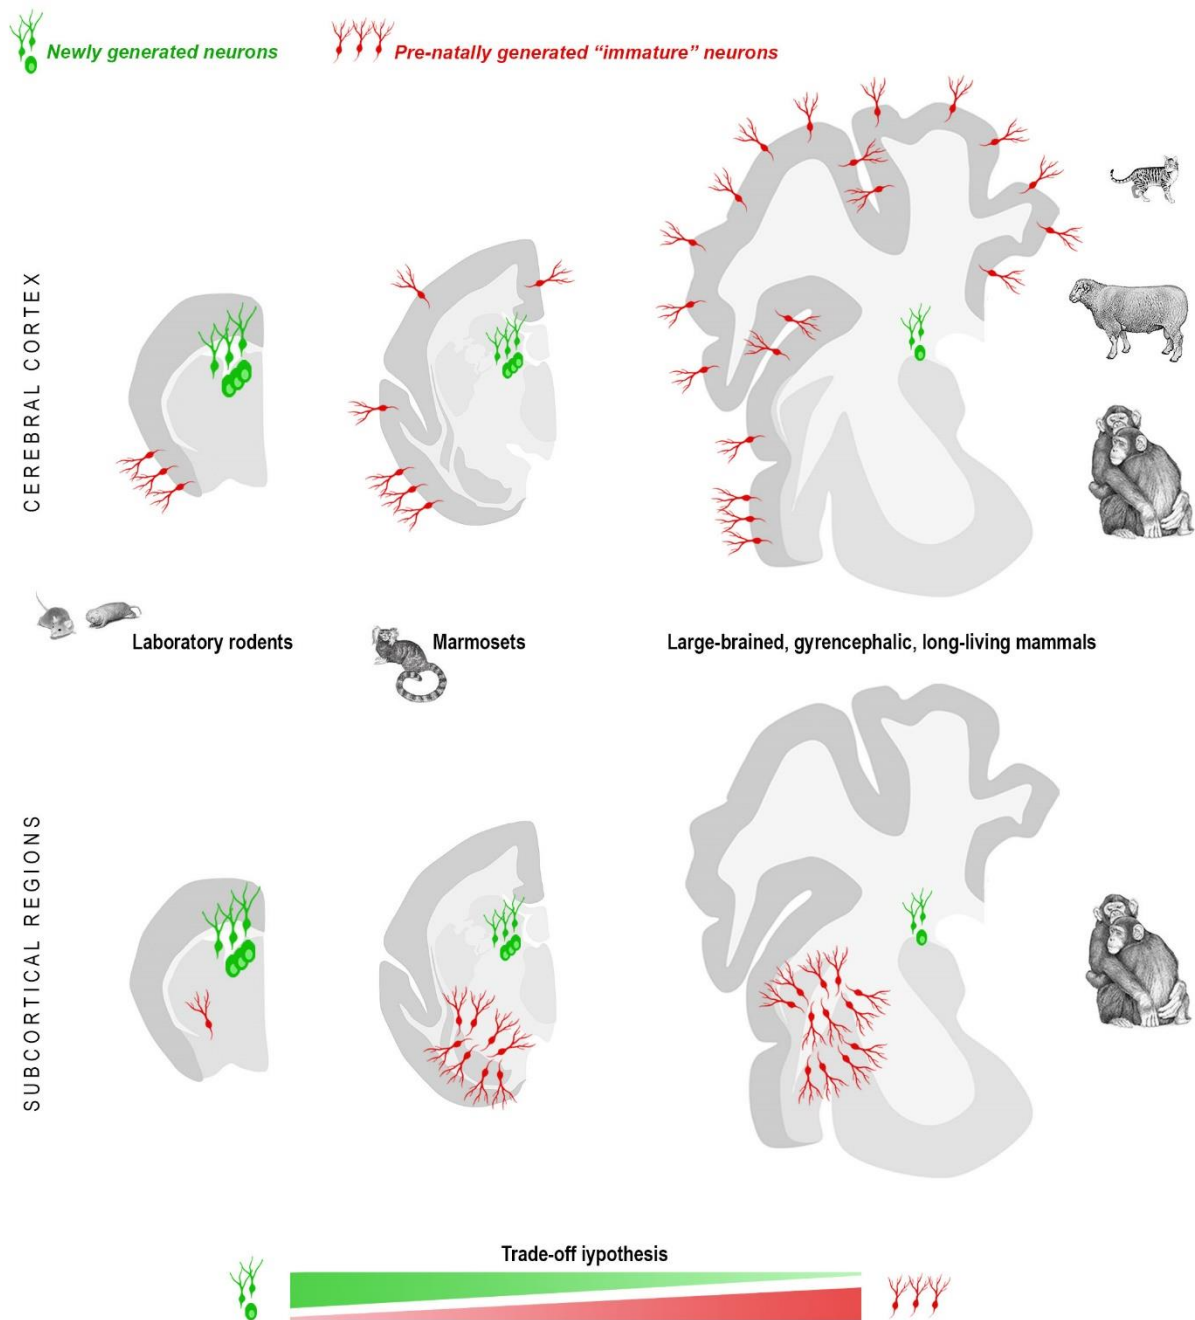 Newly generated neurons
Pre-natally generated “immature” neurons
CEREBRAL CORTEX
Laboratory rodents
Marmosets
Large-brained, gyrencephalic, long-living mammals
SUBCORTICAL REGIONS
Trade-off iypothesis